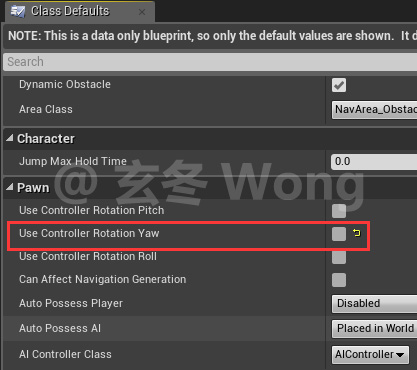 Class Defaults
NOTE: This is a data only blueprint, so only the default values are shown. It d
Search
Dynamic Obstacle
Area Class NavArea_Obstac
Character
Jump Max Hold Time 0.0
@ 玄冬 Wong
Pawn
Use Controller Rotation Pitch
Use Controller Rotation Yaw
Use Controller Rotation Roll
Can Affect Navigation Generation
Auto Possess Player Disabled
Auto Possess AI Placed in World
AI Controller Class AIController